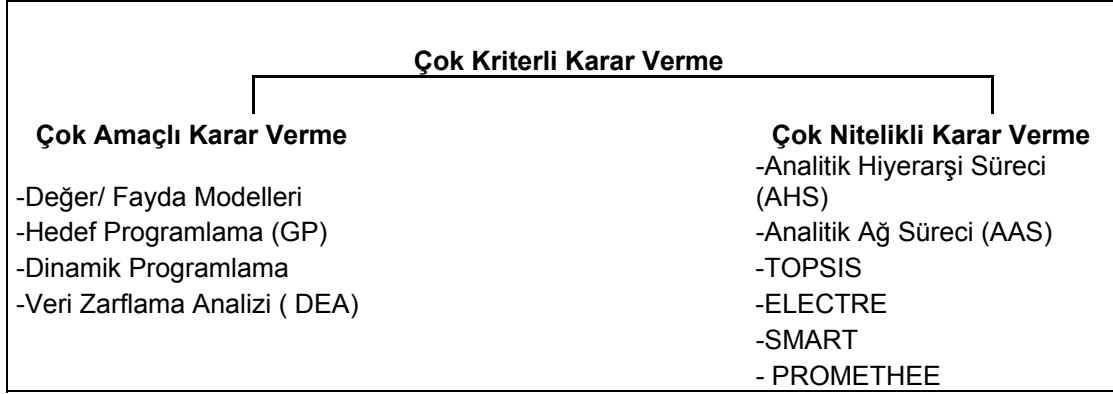 Çok Kriterli Karar Verme
Çok Amaçlı Karar Verme
-Değer/ Fayda Modelleri
-Hedef Programlama (GP)
-Dinamik Programlama
-Veri Zarflama Analizi ( DEA)
Çok Nitelikli Karar Verme
-Analitik Hiyerarşi Süreci
(AHS)
-Analitik Ağ Süreci (AAS)
-TOPSIS
-ELECTRE
-SMART
- PROMETHEE